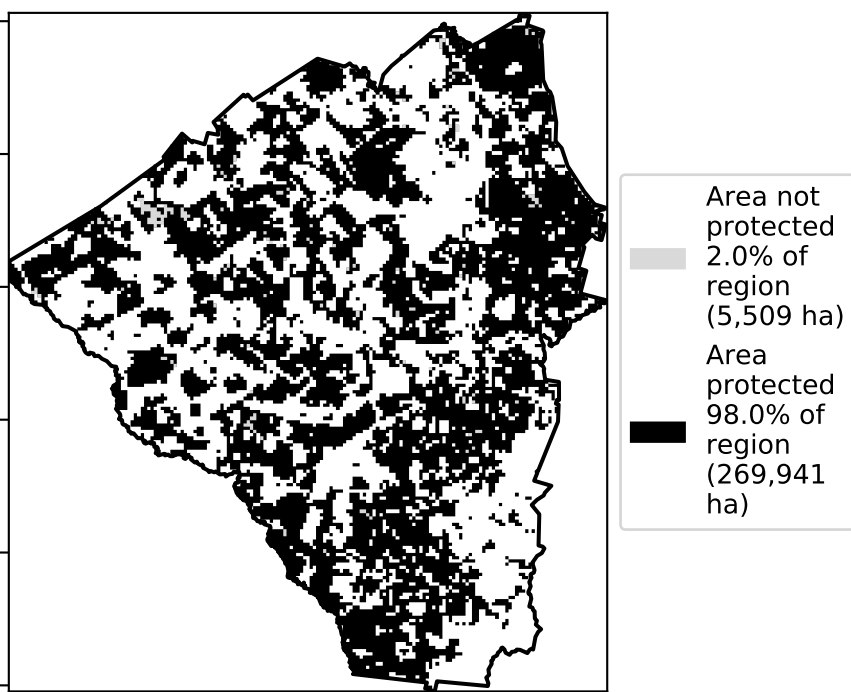 Area not
protected
2.0% of
region
(5,509 ha)
Area
protected
98.0% of
region
(269,941
ha)